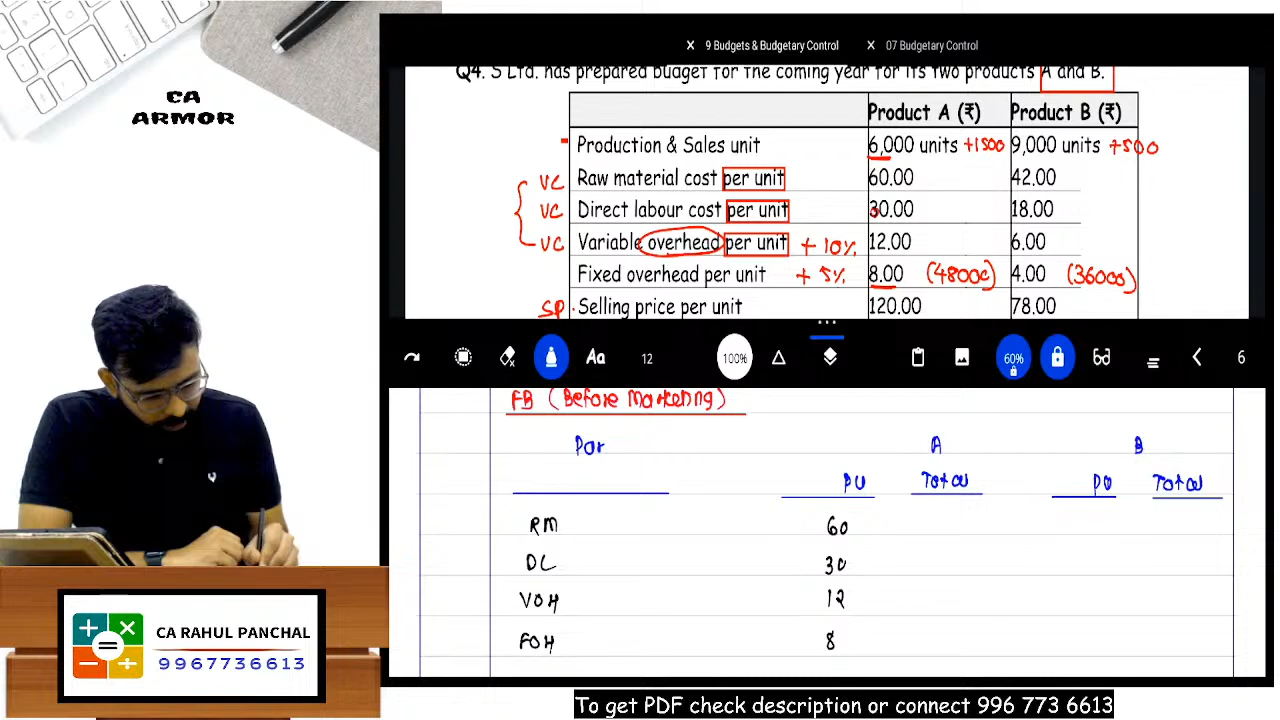 CA
ARMOR
× 9 Budgets & Budgetary Control × 07 Budgetary Control
Q4. S Ltd. has prepared budget for the coming year for its two products A and B.
Product A (₹) Product B (₹)
Production & Sales unit 6,000 units +1500 9,000 units +500
VC Raw material cost per unit 60.00 42.00
VC Direct labour cost per unit 30.00 18.00
VC Variable overhead per unit + 10% 12.00 6.00
Fixed overhead per unit + 5% 8.00 (48000) 4.00 (36000)
SP Selling price per unit 120.00 78.00
Aa 12 100% 60% 6
FB (Before Marketing)
Par A B
PU Total PU Total
RM 60
DL 30
VOH 12
FOH 8
CA RAHUL PANCHAL
9967736613
To get PDF check description or connect 996 773 6613